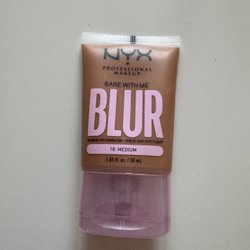 NYX
PROFESSIONAL MAKEUP
BARE WITH ME
BLUR
10 MEDIUM
1.01 fl. oz / 30 mL